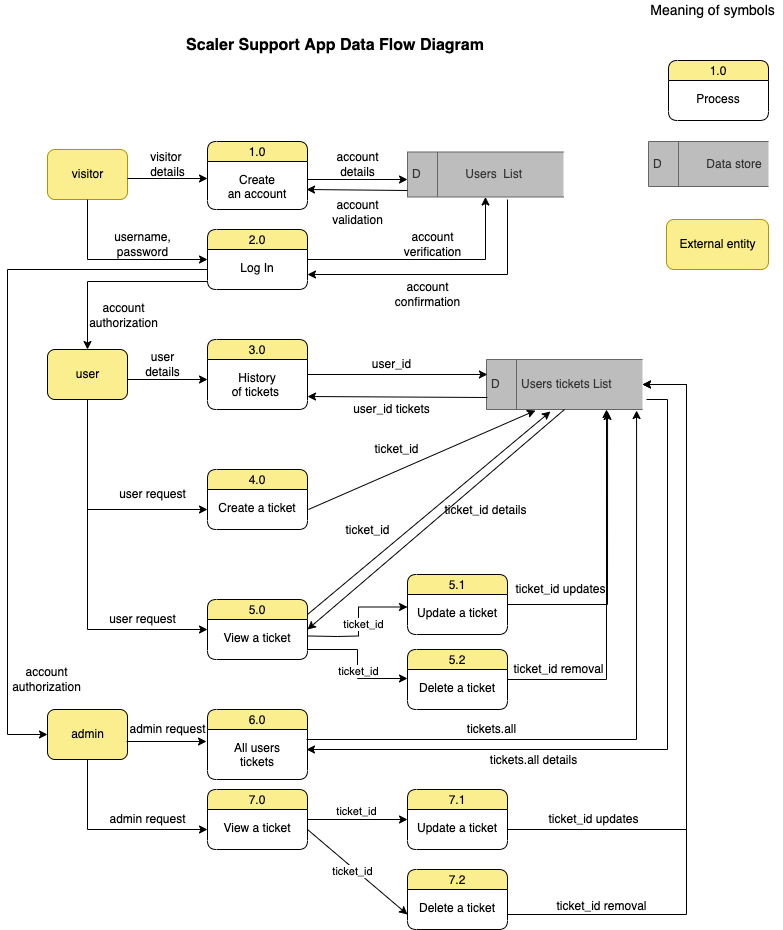 Meaning of symbols
Scaler Support App Data Flow Diagram
1.0
Process
D
Data store
External entity
visitor
visitor
details
1.0
Create
an account
account
details
account
validation
D
Users List
username,
password
2.0
Log In
account
verification
account
confirmation
account
authorization
user
user
details
3.0
History
of tickets
user_id
user_id tickets
D
Users tickets List
ticket_id
user request
4.0
Create a ticket
ticket_id
ticket_id details
user request
5.0
View a ticket
ticket_id
ticket_id
5.1
Update a ticket
ticket_id updates
5.2
Delete a ticket
ticket_id removal
account
authorization
admin
admin request
6.0
All users
tickets
tickets.all
tickets.all details
admin request
7.0
View a ticket
ticket_id
ticket_id
7.1
Update a ticket
ticket_id updates
7.2
Delete a ticket
ticket_id removal